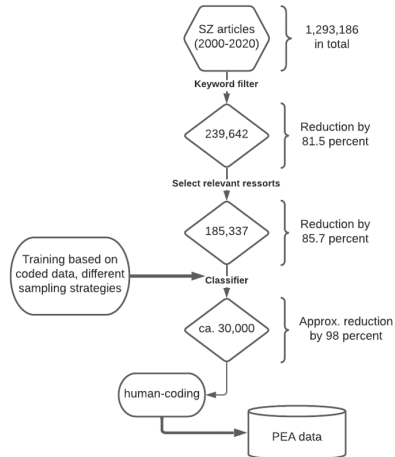 SZ articles
(2000-2020)
1,293,186
in total
Keyword filter
239,642
Reduction by
81.5 percent
Select relevant ressorts
185,337
Reduction by
85.7 percent
Training based on
coded data, different
sampling strategies
Classifier
ca. 30,000
Approx. reduction
by 98 percent
human-coding
PEA data